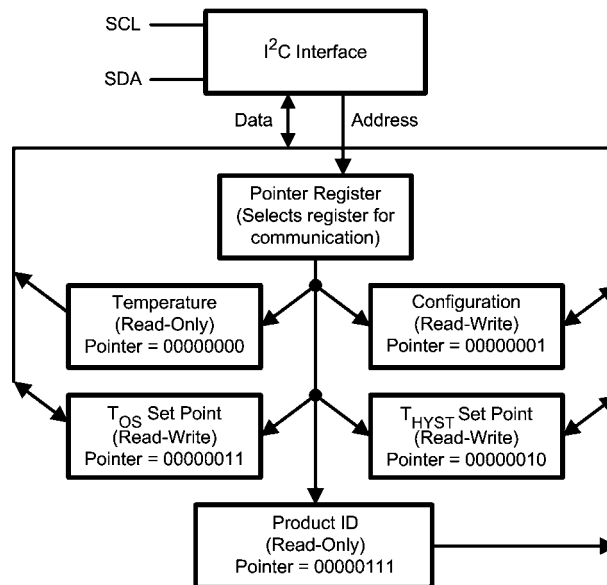 SCL
SDA
I²C Interface
Data
Address
Pointer Register
(Selects register for
communication)
Temperature
(Read-Only)
Pointer = 00000000
Configuration
(Read-Write)
Pointer = 00000001
TOS Set Point
(Read-Write)
Pointer = 00000011
THYST Set Point
(Read-Write)
Pointer = 00000010
Product ID
(Read-Only)
Pointer = 00000111